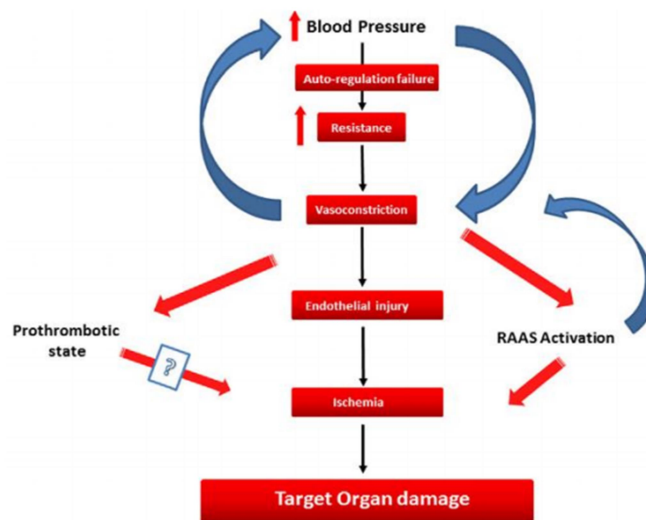 Blood Pressure
Auto-regulation failure
Resistance
Vasoconstriction
Endothelial injury
Prothrombotic
state
?
RAAS Activation
Ischemia
Target Organ damage